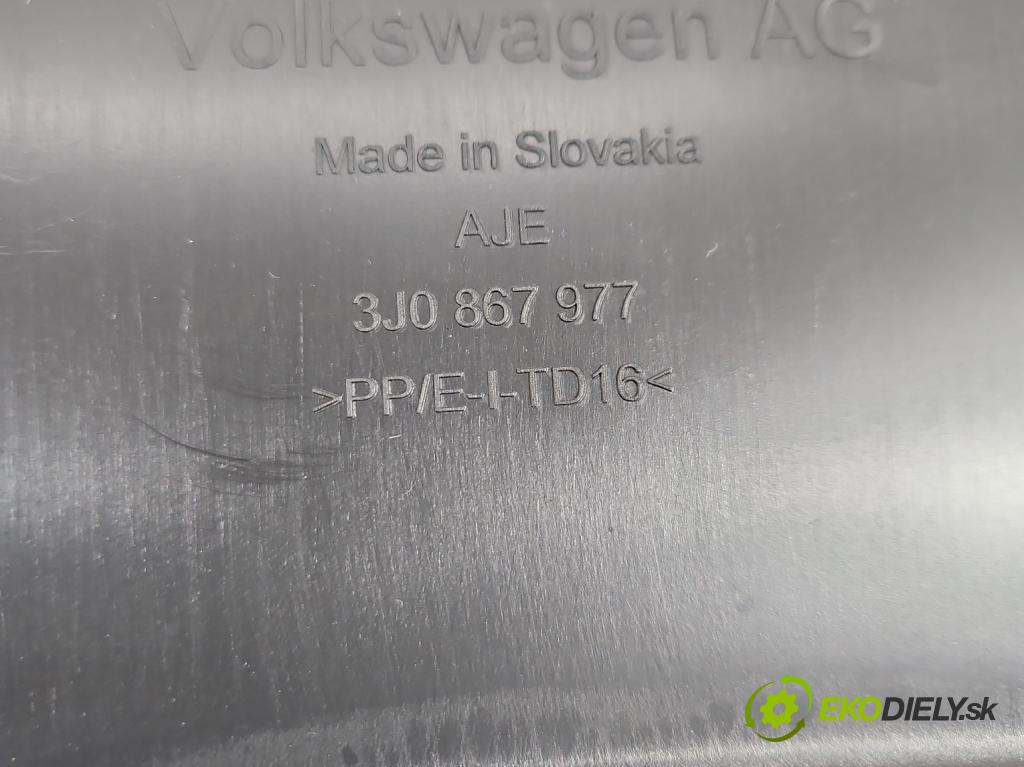 Volkswagen AG
Made in Slovakia
AJE
3J0 867 977
>PP/E-I-TD16<
EKODIELY.sk